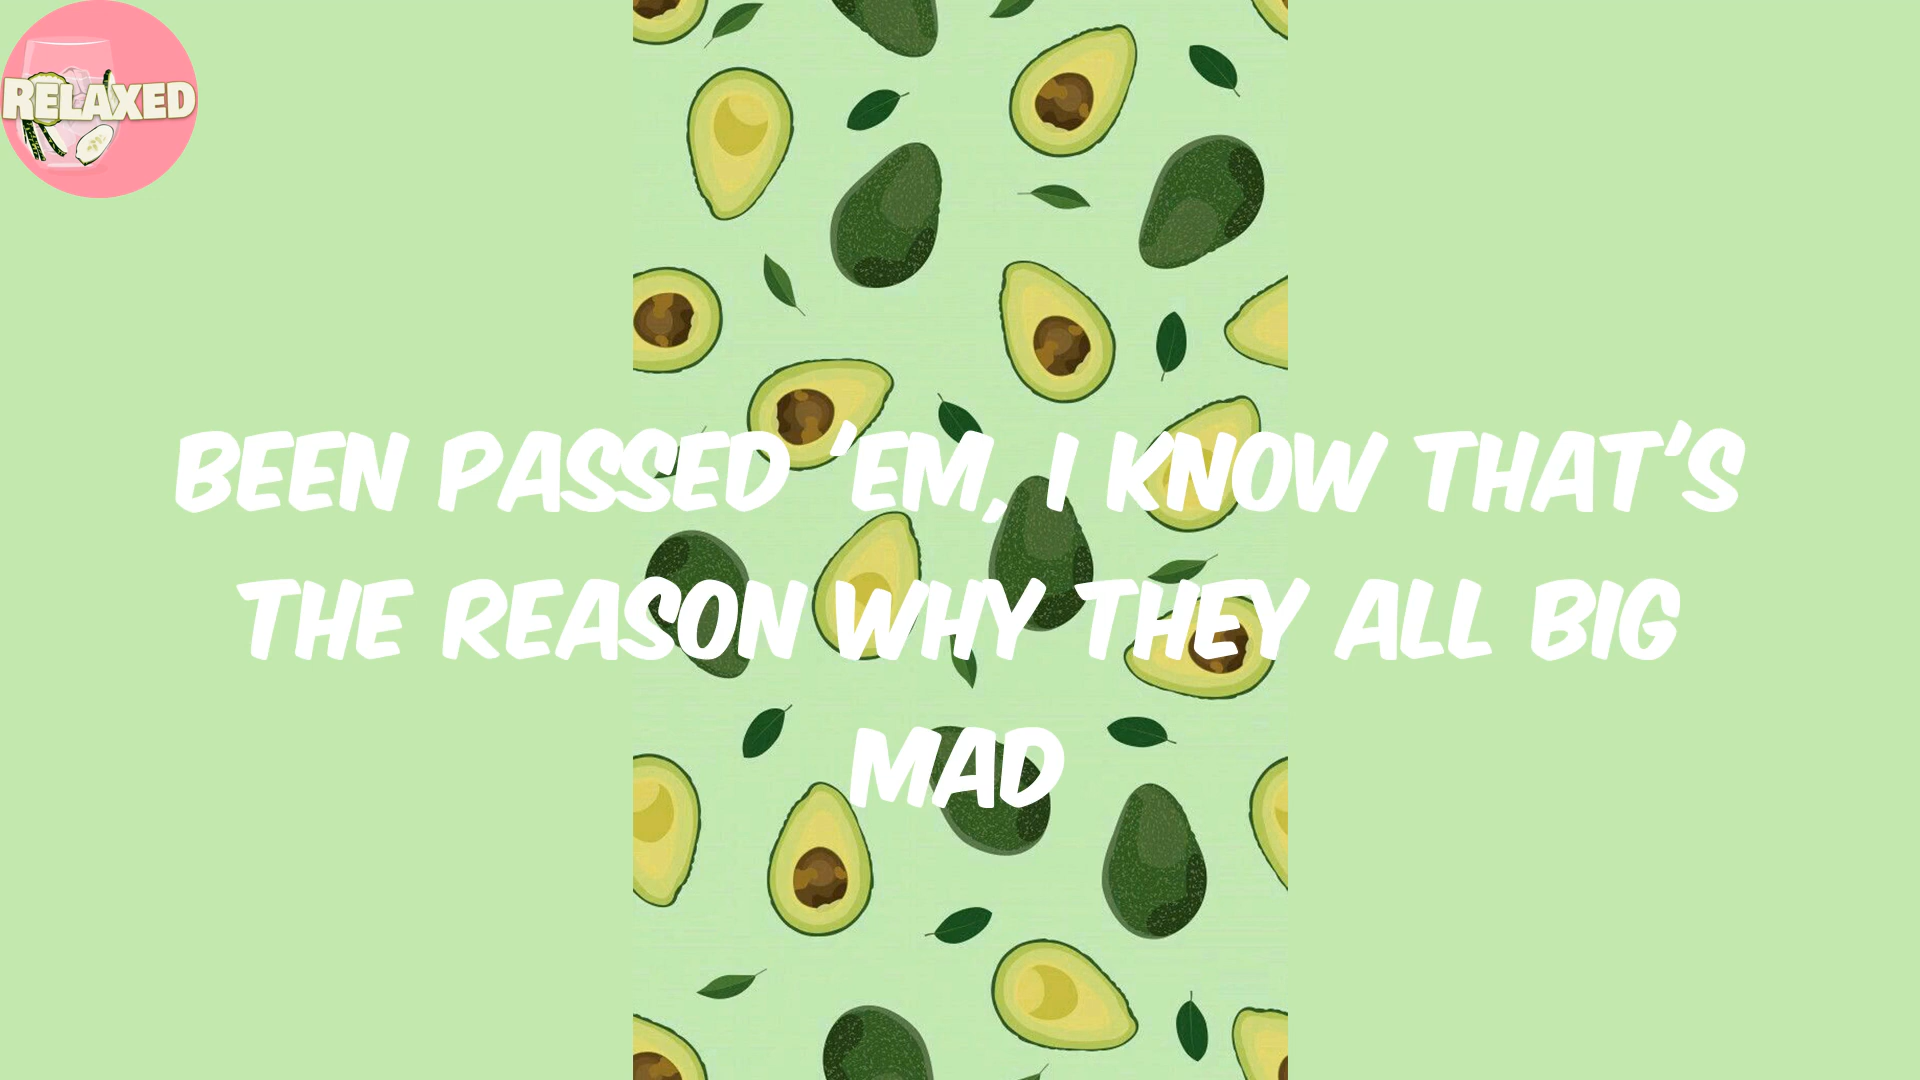 RELAXED
BEEN PASSED 'EM, I KNOW THAT'S
THE REASON WHY THEY ALL BIG
MAD